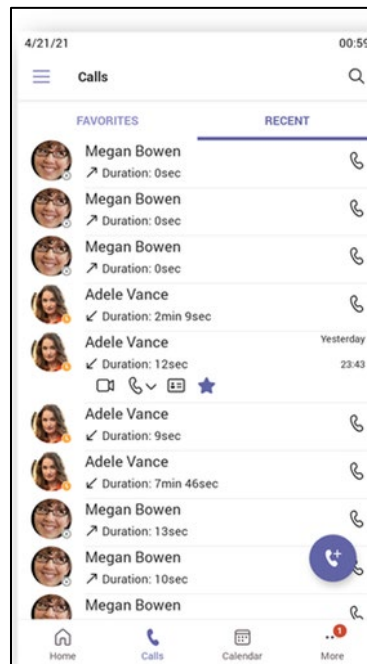 4/21/21 00:59
Calls
FAVORITES RECENT
Megan Bowen
Duration: 0sec
Megan Bowen
Duration: 0sec
Megan Bowen
Duration: 0sec
Adele Vance
Duration: 2min 9sec
Adele Vance Yesterday
Duration: 12sec 23:43
Adele Vance
Duration: 9sec
Adele Vance
Duration: 7min 46sec
Megan Bowen
Duration: 13sec
Megan Bowen
Duration: 10sec
Megan Bowen
1
Home Calls Calendar More